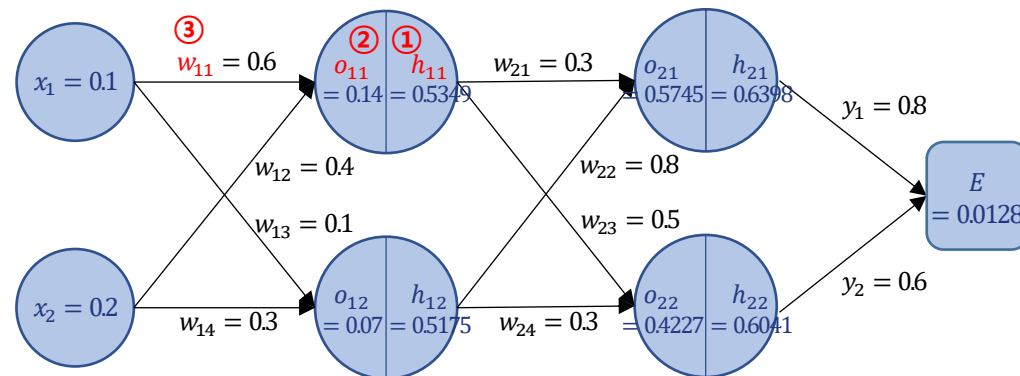 ③
② ①
x₁ = 0.1
w₁₁ = 0.6
o₁₁ h₁₁
= 0.14 = 0.5349
w₂₁ = 0.3
o₂₁ h₂₁
= 0.5745 = 0.6398
y₁ = 0.8
w₁₂ = 0.4
w₂₂ = 0.8
E
= 0.0128
w₁₃ = 0.1
w₂₃ = 0.5
x₂ = 0.2
w₁₄ = 0.3
o₁₂ h₁₂
= 0.07 = 0.5175
w₂₄ = 0.3
o₂₂ h₂₂
= 0.4227 = 0.6041
y₂ = 0.6